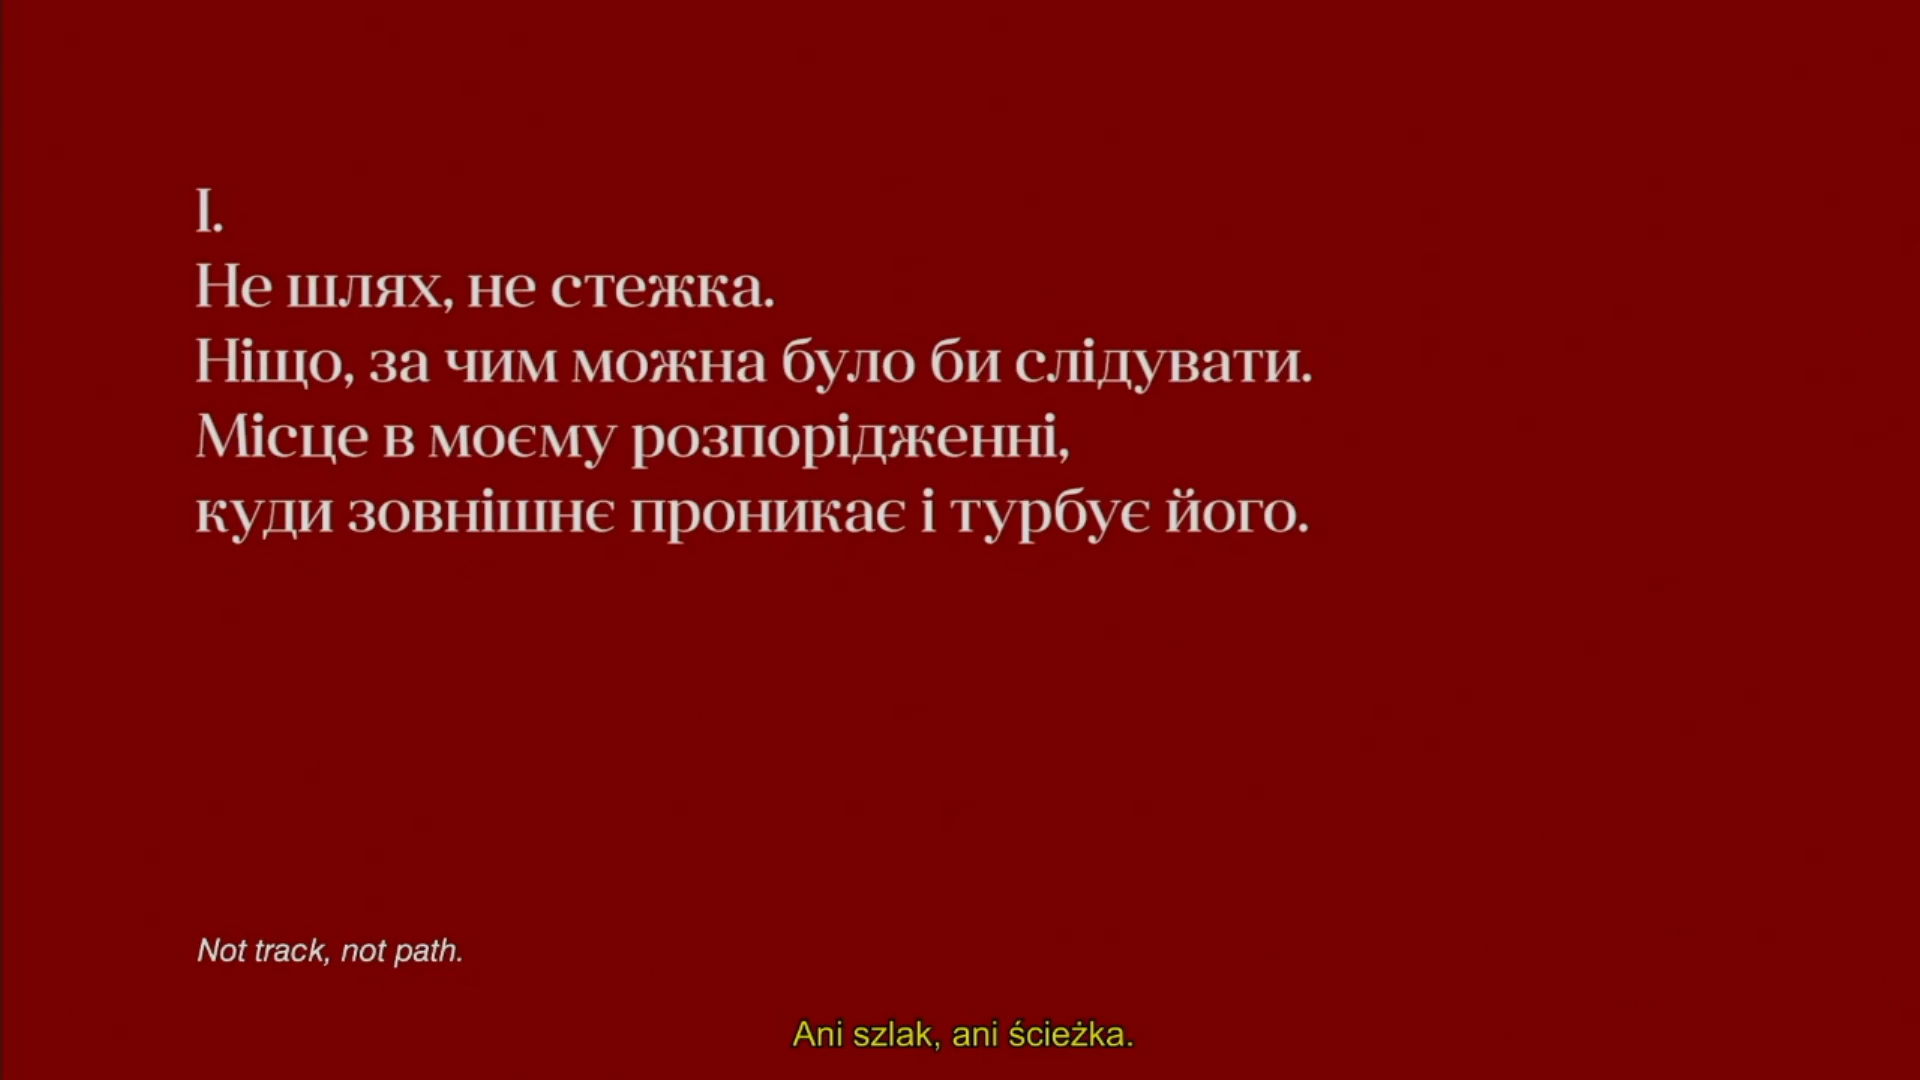 І.
Не шлях, не стежка.
Ніщо, за чим можна було би слідувати.
Місце в моєму розпорідженні,
куди зовнішнє проникає і турбує його.
Not track, not path.
Ani szlak, ani ścieżka.